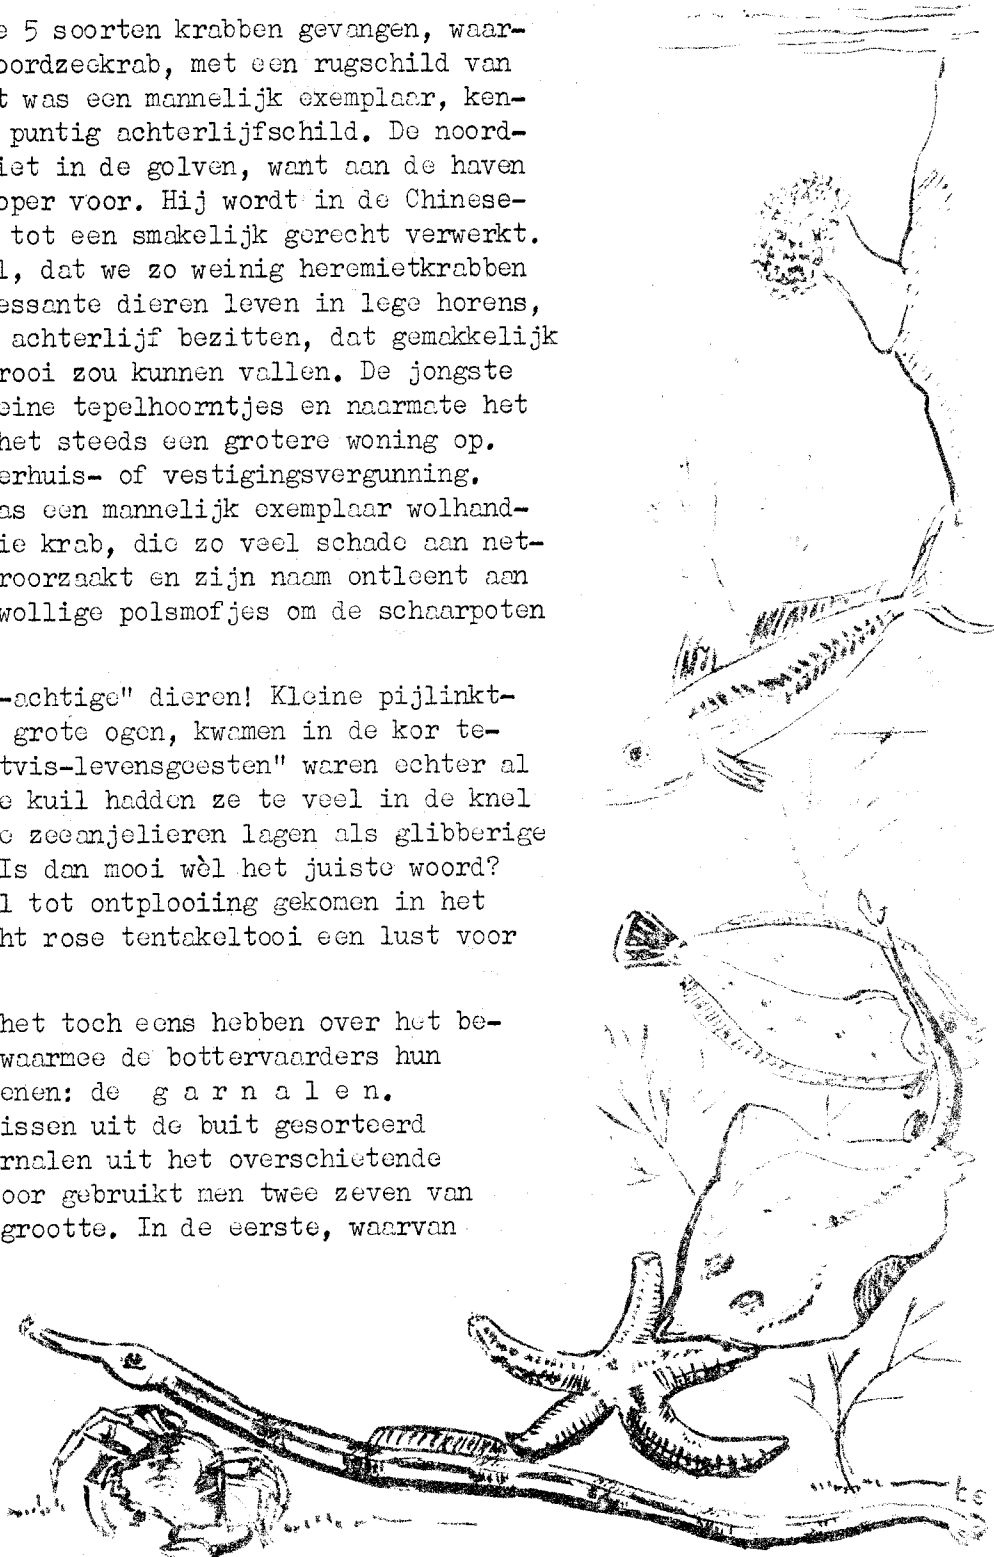 e 5 soorten krabben gevangen, waar-
oordzeekrab, met een rugschild van
t was een mannelijk exemplaar, ken-
puntig achterlijfschild. De noord-
iet in de golven, want aan de haven
oper voor. Hij wordt in de Chinese-
tot een smakelijk gerecht verwerkt.
l, dat we zo weinig heremietkrabben
essante dieren leven in lege horens,
achterlijf bezitten, dat gemakkelijk
rooi zou kunnen vallen. De jongste
eine tepelhoorntjes en naarmate het
het steeds een grotere woning op.
erhuis- of vestigingsvergunning.
as een mannelijk exemplaar wolhand-
ie krab, die zo veel schade aan net-
roorzaakt en zijn naam ontleent aan
wollige polsmofjes om de schaarpoten
-achtige" dieren! Kleine pijlinkt-
grote ogen, kwamen in de kor te-
tvis-levensgeesten" waren echter al
e kuil hadden ze te veel in de knel
e zeeanjelieren lagen als glibberige
Is dan mooi wèl het juiste woord?
l tot ontplooiing gekomen in het
ht rose tentakeltooi een lust voor
het toch eens hebben over het be-
waarmee de bottervaarders hun
enen: de g a r n a l e n.
issen uit de buit gesorteerd
rnalen uit het overschietende
oor gebruikt men twee zeven van
grootte. In de eerste, waarvan